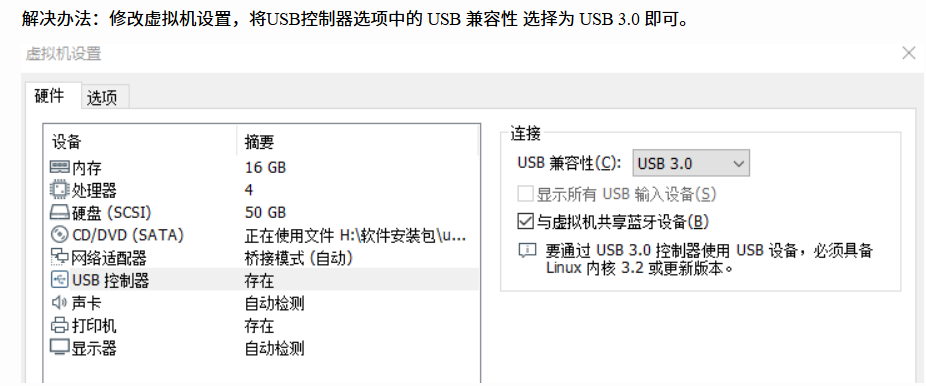 解决办法：修改虚拟机设置，将USB控制器选项中的 USB 兼容性 选择为 USB 3.0 即可。
虚拟机设置
硬件 选项
设备 摘要
内存 16 GB
处理器 4
硬盘 (SCSI) 50 GB
CD/DVD (SATA) 正在使用文件 H:\软件安装包\u...
网络适配器 桥接模式 (自动)
USB 控制器 存在
声卡 自动检测
打印机 存在
显示器 自动检测
连接
USB 兼容性(C): USB 3.0
显示所有 USB 输入设备(S)
与虚拟机共享蓝牙设备(B)
要通过 USB 3.0 控制器使用 USB 设备，必须具备
Linux 内核 3.2 或更新版本。